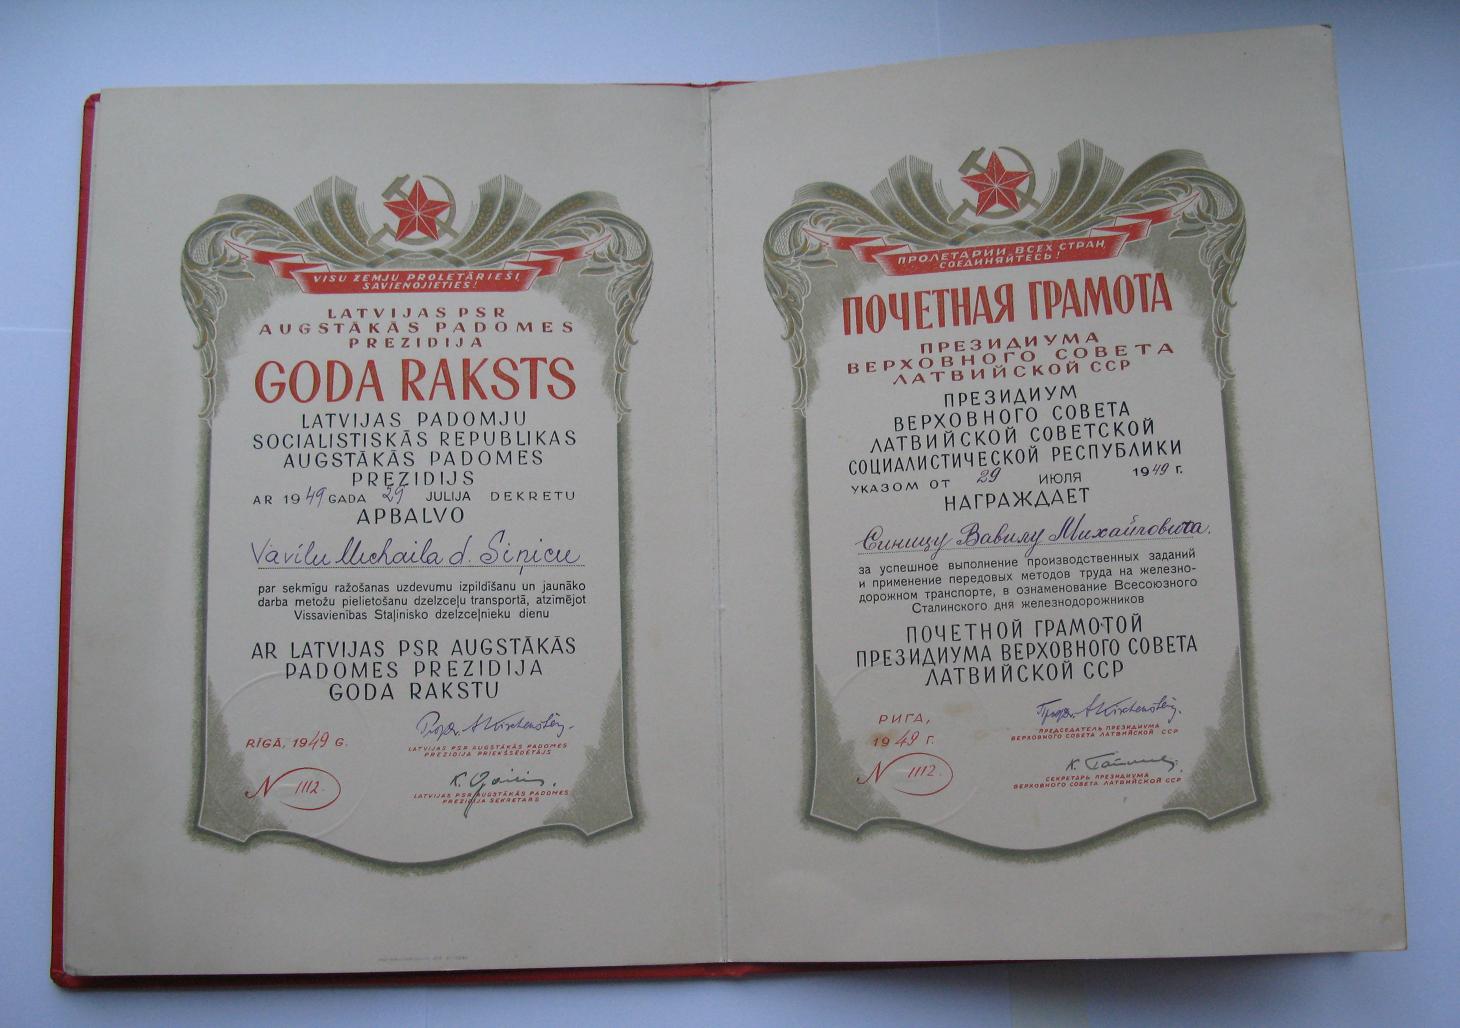 VISU ZEMJU PROLETĀRIEŠI
SAVIENOJIETIES!
LATVIJAS PSR
AUGSTĀKĀS PADOMES
PREZIDIJA
GODA RAKSTS
LATVIJAS PADOMJU
SOCIALISTISKĀS REPUBLIKAS
AUGSTĀKĀS PADOMES
PREZIDIJS
AR 1949 GADA 29 JULIJA DEKRETU
APBALVO
Vavilu Michaila d. Siņicu
par sekmīgu ražošanas uzdevumu izpildīšanu un jaunāko
darba metožu pielietošanu dzelzceļu transportā, atzīmējot
Vissavienības Staļinisko dzelzceļnieku dienu
AR LATVIJAS PSR AUGSTĀKĀS
PADOMES PREZIDIJA
GODA RAKSTU
Prof. A Kirchenšteins
RĪGĀ, 1949 G.
LATVIJAS PSR AUGSTĀKĀS PADOMES
PREZIDIJA PRIEKŠSĒDĒTĀJS
N 1112.
LATVIJAS PSR AUGSTĀKĀS PADOMES
PREZIDIJA SEKRETARS
ПРОЛЕТАРИИ ВСЕХ СТРАН,
СОЕДИНЯЙТЕСЬ!
ПОЧЕТНАЯ ГРАМОТА
ПРЕЗИДИУМА
ВЕРХОВНОГО СОВЕТА
ЛАТВИЙСКОЙ ССР
ПРЕЗИДИУМ
ВЕРХОВНОГО СОВЕТА
ЛАТВИЙСКОЙ СОВЕТСКОЙ
СОЦИАЛИСТИЧЕСКОЙ РЕСПУБЛИКИ
УКАЗОМ ОТ 29 ИЮЛЯ 1949 Г.
НАГРАЖДАЕТ
Синицу Вавилу Михайловича.
за успешное выполнение производственных заданий
и применение передовых методов труда на железно-
дорожном транспорте, в ознаменование Всесоюзного
Сталинского дня железнодорожников
ПОЧЕТНОЙ ГРАМОТОЙ
ПРЕЗИДИУМА ВЕРХОВНОГО СОВЕТА
ЛАТВИЙСКОЙ ССР
РИГА,
1949 Г.
ПРЕДСЕДАТЕЛЬ ПРЕЗИДИУМА
ВЕРХОВНОГО СОВЕТА ЛАТВИЙСКОЙ ССР
N 1112.
СЕКРЕТАРЬ ПРЕЗИДИУМА
ВЕРХОВНОГО СОВЕТА ЛАТВИЙСКОЙ ССР